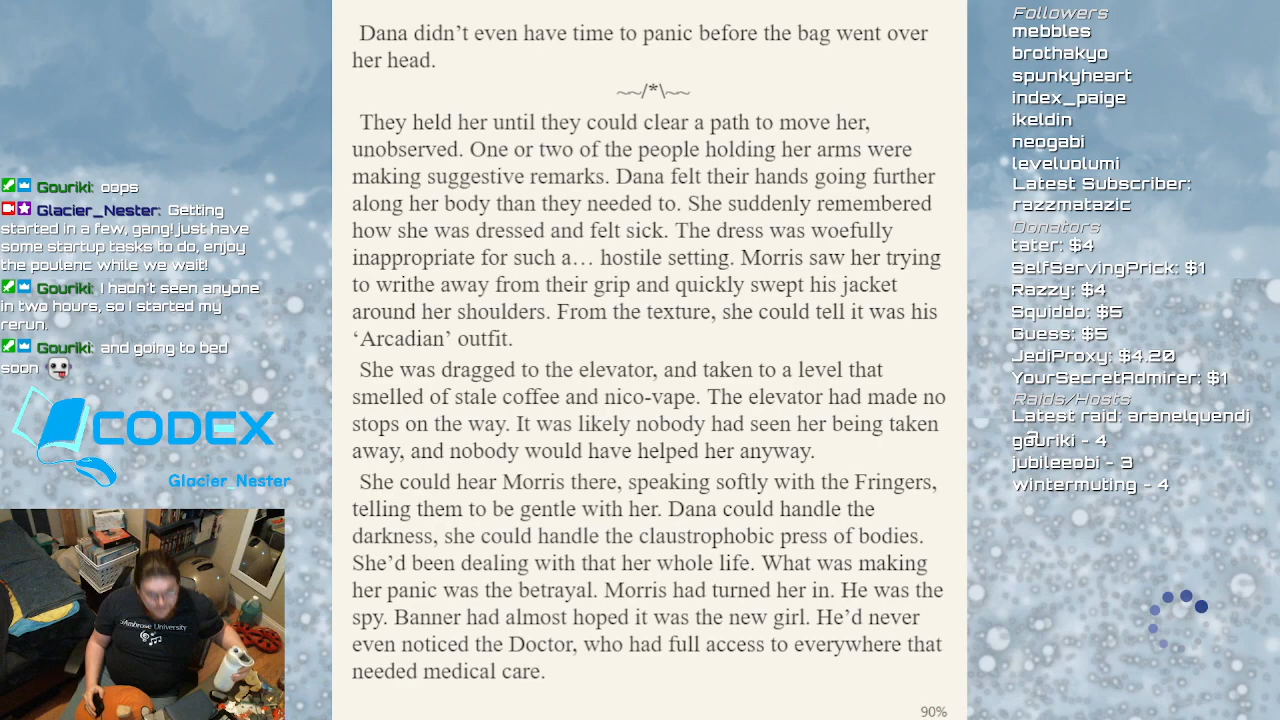 Dana didn't even have time to panic before the bag went over
her head.
~~/*\~~
They held her until they could clear a path to move her,
unobserved. One or two of the people holding her arms were
making suggestive remarks. Dana felt their hands going further
along her body than they needed to. She suddenly remembered
how she was dressed and felt sick. The dress was woefully
inappropriate for such a… hostile setting. Morris saw her trying
to writhe away from their grip and quickly swept his jacket
around her shoulders. From the texture, she could tell it was his
‘Arcadian’ outfit.
She was dragged to the elevator, and taken to a level that
smelled of stale coffee and nico-vape. The elevator had made no
stops on the way. It was likely nobody had seen her being taken
away, and nobody would have helped her anyway.
She could hear Morris there, speaking softly with the Fringers,
telling them to be gentle with her. Dana could handle the
darkness, she could handle the claustrophobic press of bodies.
She’d been dealing with that her whole life. What was making
her panic was the betrayal. Morris had turned her in. He was the
spy. Banner had almost hoped it was the new girl. He’d never
even noticed the Doctor, who had full access to everywhere that
needed medical care.
90%
Gouriki: oops
Glacier_Nester: Getting
started in a few, gang! just have
some startup tasks to do, enjoy
the poulenc while we wait!
Gouriki: I hadn't seen anyone
in two hours, so I started my
rerun.
Gouriki: and going to bed
soon
CODEX
Glacier_Nester
Ambrose University
Followers
mebbles
brothakyo
spunkyheart
index_paige
ikeldin
neogabi
leveluplumi
Latest Subscriber:
razzmatazic
Donators
tater: $4
SelfServingPrick: $1
Razzy: $4
Squiddo: $5
Guess: $5
JediProxy: $4.20
YourSecretAdmirer: $1
Raids/Hosts
Latest raid: aranelquendi
gouriki - 4
jubileeobi - 3
wintermuting - 4